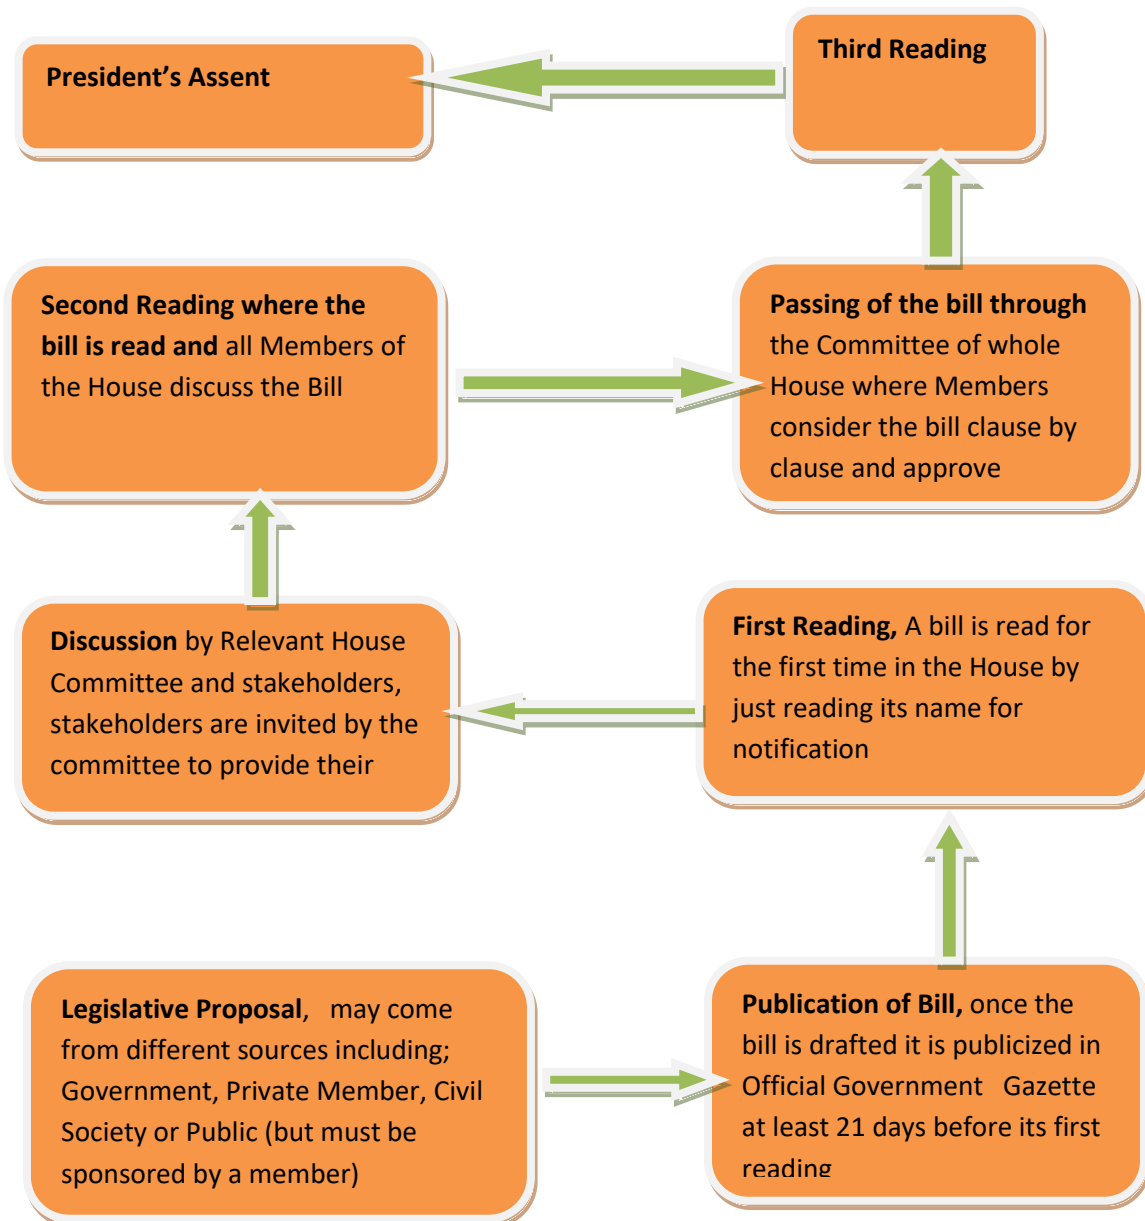 President’s Assent
Third Reading
Second Reading where the
bill is read and all Members of
the House discuss the Bill
Passing of the bill through
the Committee of whole
House where Members
consider the bill clause by
clause and approve
Discussion by Relevant House
Committee and stakeholders,
stakeholders are invited by the
committee to provide their
First Reading, A bill is read for
the first time in the House by
just reading its name for
notification
Legislative Proposal, may come
from different sources including;
Government, Private Member, Civil
Society or Public (but must be
sponsored by a member)
Publication of Bill, once the
bill is drafted it is publicized in
Official Government Gazette
at least 21 days before its first
reading